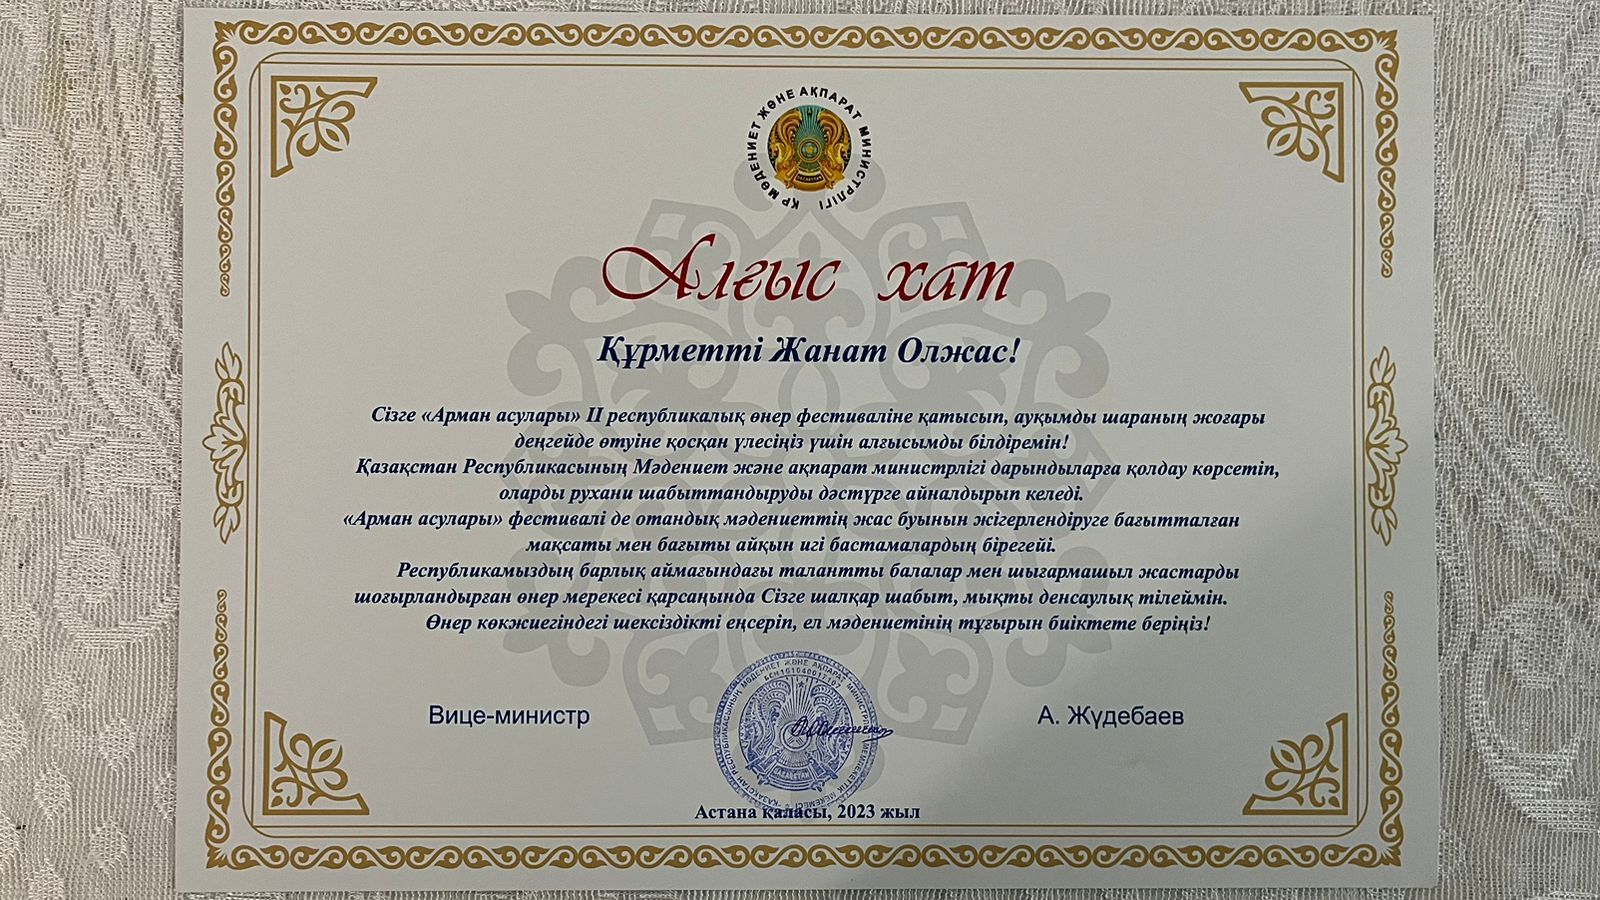 ҚР МӘДЕНИЕТ ЖӘНЕ АҚПАРАТ МИНИСТРЛІГІ
Алғыс хат
Құрметті Жанат Олжас!
Сізге «Арман асулары» II республикалық өнер фестиваліне қатысып, ауқымды шараның жоғары
деңгейде өтуіне қосқан үлесіңіз үшін алғысымды білдіремін!
Қазақстан Республикасының Мәдениет және ақпарат министрлігі дарындыларға қолдау көрсетіп,
оларды рухани шабыттандыруды дәстүрге айналдырып келеді.
«Арман асулары» фестивалі де отандық мәдениеттің жас буынын жігерлендіруге бағытталған
мақсаты мен бағыты айқын игі бастамалардың бірегейі.
Республикамыздың барлық аймағындағы талантты балалар мен шығармашыл жастарды
шоғырландырған өнер мерекесі қарсаңында Сізге шалқар шабыт, мықты денсаулық тілеймін.
Өнер көкжиегіндегі шексіздікті еңсеріп, ел мәдениетінің тұғырын биіктете беріңіз!
Вице-министр
А. Жүдебаев
Астана қаласы, 2023 жыл